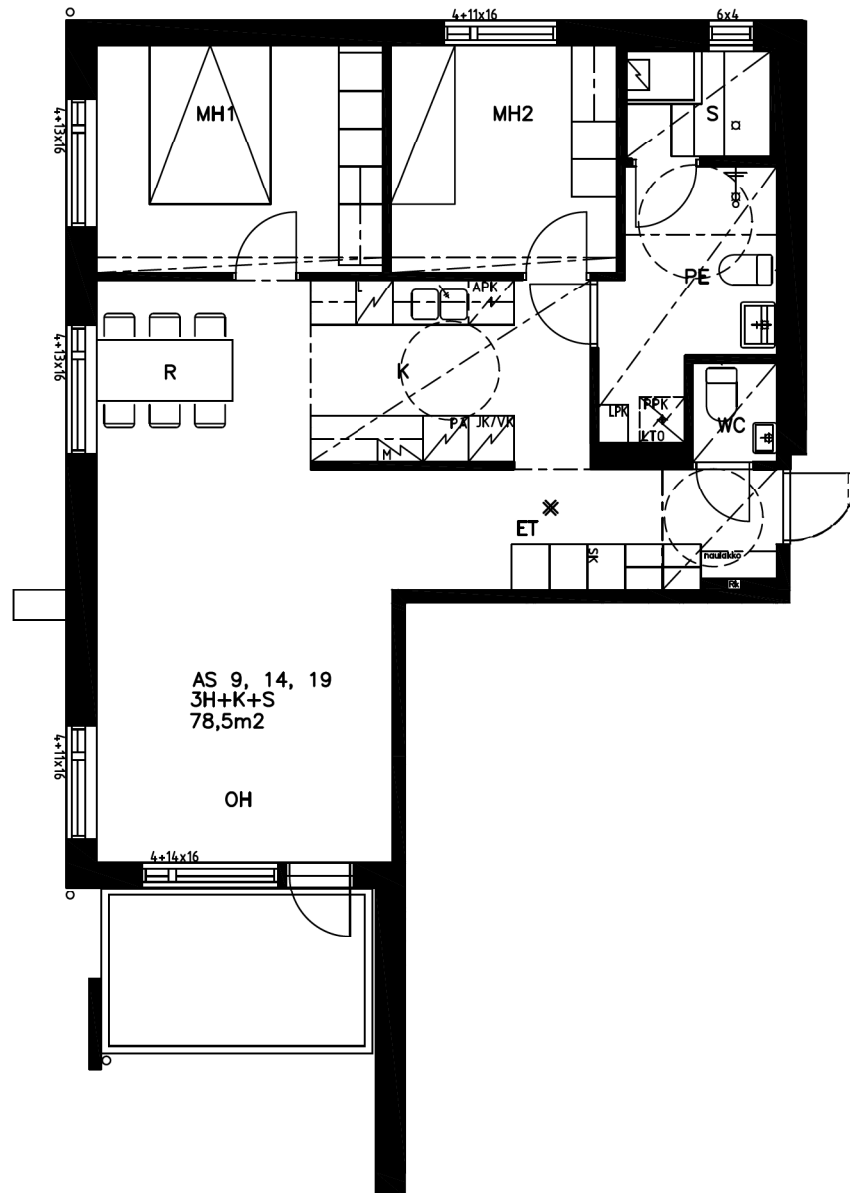 4+11x16
6x4
4+13x16
MH1
MH2
S
PE
L
APK
4+13x16
R
K
LPK
PPK
LTO
WC
PA
JK/VK
M
ET
SK
naulakko
RK
AS 9, 14, 19
3H+K+S
78,5m2
4+11x16
OH
4+14x16